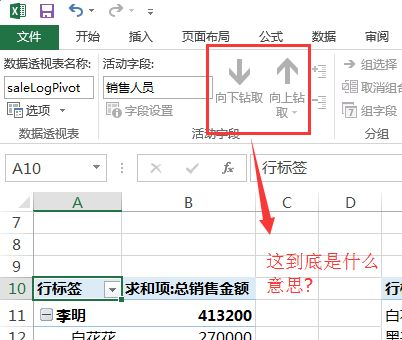 文件
开始
插入
页面布局
公式
数据
审阅
数据透视表名称:
活动字段:
saleLogPivot
销售人员
向下钻取
向上钻
取
组选择
取消组合
组字段
选项
字段设置
数据透视表
活动字段
分组
A10
fx
行标签
A
B
C
D
7
8
9
10
行标签
求和项:总销售金额
行标签
这到底是什么
意思?
11
李明
413200
白花花
270000